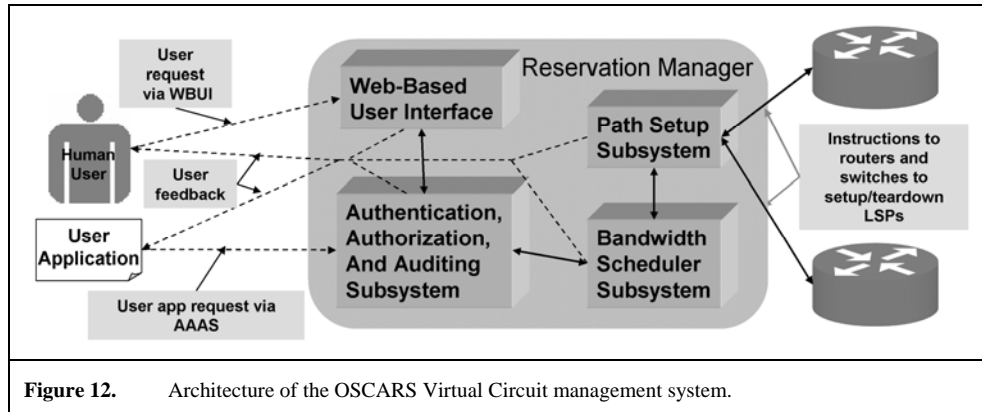 User
request
via WBUI
Human
User
User
feedback
User
Application
User app request via
AAAS
Reservation Manager
Web-Based
User Interface
Authentication,
Authorization,
And Auditing
Subsystem
Path Setup
Subsystem
Bandwidth
Scheduler
Subsystem
Instructions to
routers and
switches to
setup/teardown
LSPs
Figure 12. Architecture of the OSCARS Virtual Circuit management system.